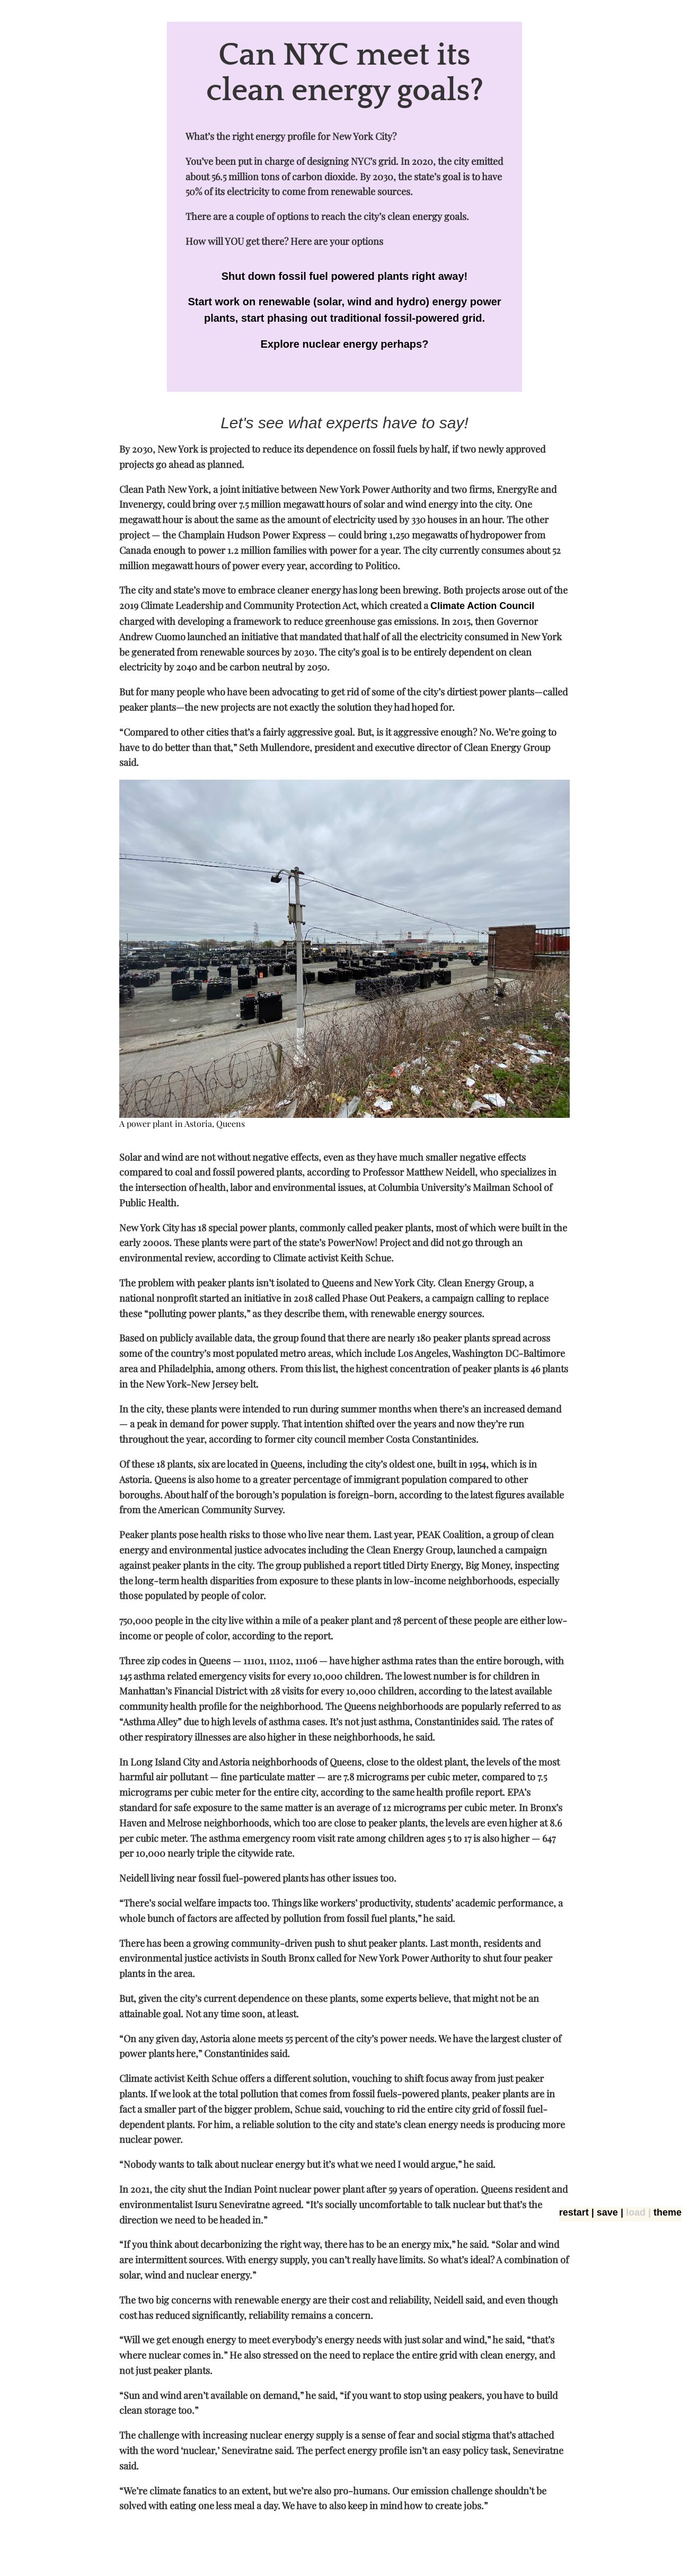 Can NYC meet its
clean energy goals?
What's the right energy profile for New York City?
You've been put in charge of designing NYC's grid. In 2020, the city emitted
about 56.5 million tons of carbon dioxide. By 2030, the state's goal is to have
50% of its electricity to come from renewable sources.
There are a couple of options to reach the city's clean energy goals.
How will YOU get there? Here are your options
Shut down fossil fuel powered plants right away!
Start work on renewable (solar, wind and hydro) energy power
plants, start phasing out traditional fossil-powered grid.
Explore nuclear energy perhaps?
Let's see what experts have to say!
By 2030, New York is projected to reduce its dependence on fossil fuels by half, if two newly approved
projects go ahead as planned.
Clean Path New York, a joint initiative between New York Power Authority and two firms, EnergyRe and
Invenergy, could bring over 7.5 million megawatt hours of solar and wind energy into the city. One
megawatt hour is about the same as the amount of electricity used by 330 houses in an hour. The other
project — the Champlain Hudson Power Express — could bring 1,250 megawatts of hydropower from
Canada enough to power 1.2 million families with power for a year. The city currently consumes about 52
million megawatt hours of power every year, according to Politico.
The city and state's move to embrace cleaner energy has long been brewing. Both projects arose out of the
2019 Climate Leadership and Community Protection Act, which created a Climate Action Council
charged with developing a framework to reduce greenhouse gas emissions. In 2015, then Governor
Andrew Cuomo launched an initiative that mandated that half of all the electricity consumed in New York
be generated from renewable sources by 2030. The city's goal is to be entirely dependent on clean
electricity by 2040 and be carbon neutral by 2050.
But for many people who have been advocating to get rid of some of the city's dirtiest power plants—called
peaker plants—the new projects are not exactly the solution they had hoped for.
“Compared to other cities that's a fairly aggressive goal. But, is it aggressive enough? No. We're going to
have to do better than that,” Seth Mullendore, president and executive director of Clean Energy Group
said.
A power plant in Astoria, Queens
Solar and wind are not without negative effects, even as they have much smaller negative effects
compared to coal and fossil powered plants, according to Professor Matthew Neidell, who specializes in
the intersection of health, labor and environmental issues, at Columbia University's Mailman School of
Public Health.
New York City has 18 special power plants, commonly called peaker plants, most of which were built in the
early 2000s. These plants were part of the state's PowerNow! Project and did not go through an
environmental review, according to Climate activist Keith Schue.
The problem with peaker plants isn't isolated to Queens and New York City. Clean Energy Group, a
national nonprofit started an initiative in 2018 called Phase Out Peakers, a campaign calling to replace
these “polluting power plants,” as they describe them, with renewable energy sources.
Based on publicly available data, the group found that there are nearly 180 peaker plants spread across
some of the country's most populated metro areas, which include Los Angeles, Washington DC-Baltimore
area and Philadelphia, among others. From this list, the highest concentration of peaker plants is 46 plants
in the New York-New Jersey belt.
In the city, these plants were intended to run during summer months when there's an increased demand
— a peak in demand for power supply. That intention shifted over the years and now they're run
throughout the year, according to former city council member Costa Constantinides.
Of these 18 plants, six are located in Queens, including the city's oldest one, built in 1954, which is in
Astoria. Queens is also home to a greater percentage of immigrant population compared to other
boroughs. About half of the borough's population is foreign-born, according to the latest figures available
from the American Community Survey.
Peaker plants pose health risks to those who live near them. Last year, PEAK Coalition, a group of clean
energy and environmental justice advocates including the Clean Energy Group, launched a campaign
against peaker plants in the city. The group published a report titled Dirty Energy, Big Money, inspecting
the long-term health disparities from exposure to these plants in low-income neighborhoods, especially
those populated by people of color.
750,000 people in the city live within a mile of a peaker plant and 78 percent of these people are either low-
income or people of color, according to the report.
Three zip codes in Queens — 11101, 11102, 11106 — have higher asthma rates than the entire borough, with
145 asthma related emergency visits for every 10,000 children. The lowest number is for children in
Manhattan's Financial District with 28 visits for every 10,000 children, according to the latest available
community health profile for the neighborhood. The Queens neighborhoods are popularly referred to as
“Asthma Alley” due to high levels of asthma cases. It's not just asthma, Constantinides said. The rates of
other respiratory illnesses are also higher in these neighborhoods, he said.
In Long Island City and Astoria neighborhoods of Queens, close to the oldest plant, the levels of the most
harmful air pollutant — fine particulate matter — are 7.8 micrograms per cubic meter, compared to 7.5
micrograms per cubic meter for the entire city, according to the same health profile report. EPA's
standard for safe exposure to the same matter is an average of 12 micrograms per cubic meter. In Bronx's
Haven and Melrose neighborhoods, which too are close to peaker plants, the levels are even higher at 8.6
per cubic meter. The asthma emergency room visit rate among children ages 5 to 17 is also higher — 647
per 10,000 nearly triple the citywide rate.
Neidell living near fossil fuel-powered plants has other issues too.
“There's social welfare impacts too. Things like workers' productivity, students' academic performance, a
whole bunch of factors are affected by pollution from fossil fuel plants,” he said.
There has been a growing community-driven push to shut peaker plants. Last month, residents and
environmental justice activists in South Bronx called for New York Power Authority to shut four peaker
plants in the area.
But, given the city's current dependence on these plants, some experts believe, that might not be an
attainable goal. Not any time soon, at least.
“On any given day, Astoria alone meets 55 percent of the city's power needs. We have the largest cluster of
power plants here,” Constantinides said.
Climate activist Keith Schue offers a different solution, vouching to shift focus away from just peaker
plants. If we look at the total pollution that comes from fossil fuels-powered plants, peaker plants are in
fact a smaller part of the bigger problem, Schue said, vouching to rid the entire city grid of fossil fuel-
dependent plants. For him, a reliable solution to the city and state's clean energy needs is producing more
nuclear power.
“Nobody wants to talk about nuclear energy but it's what we need I would argue,” he said.
In 2021, the city shut the Indian Point nuclear power plant after 59 years of operation. Queens resident and
environmentalist Isuru Seneviratne agreed. “It's socially uncomfortable to talk nuclear but that's the
direction we need to be headed in.”
restart | save | load | theme
“If you think about decarbonizing the right way, there has to be an energy mix,” he said. “Solar and wind
are intermittent sources. With energy supply, you can't really have limits. So what's ideal? A combination of
solar, wind and nuclear energy.”
The two big concerns with renewable energy are their cost and reliability, Neidell said, and even though
cost has reduced significantly, reliability remains a concern.
“Will we get enough energy to meet everybody's energy needs with just solar and wind,” he said, “that's
where nuclear comes in.” He also stressed on the need to replace the entire grid with clean energy, and
not just peaker plants.
“Sun and wind aren't available on demand,” he said, “if you want to stop using peakers, you have to build
clean storage too.”
The challenge with increasing nuclear energy supply is a sense of fear and social stigma that's attached
with the word ‘nuclear,’ Seneviratne said. The perfect energy profile isn't an easy policy task, Seneviratne
said.
“We're climate fanatics to an extent, but we're also pro-humans. Our emission challenge shouldn't be
solved with eating one less meal a day. We have to also keep in mind how to create jobs.”